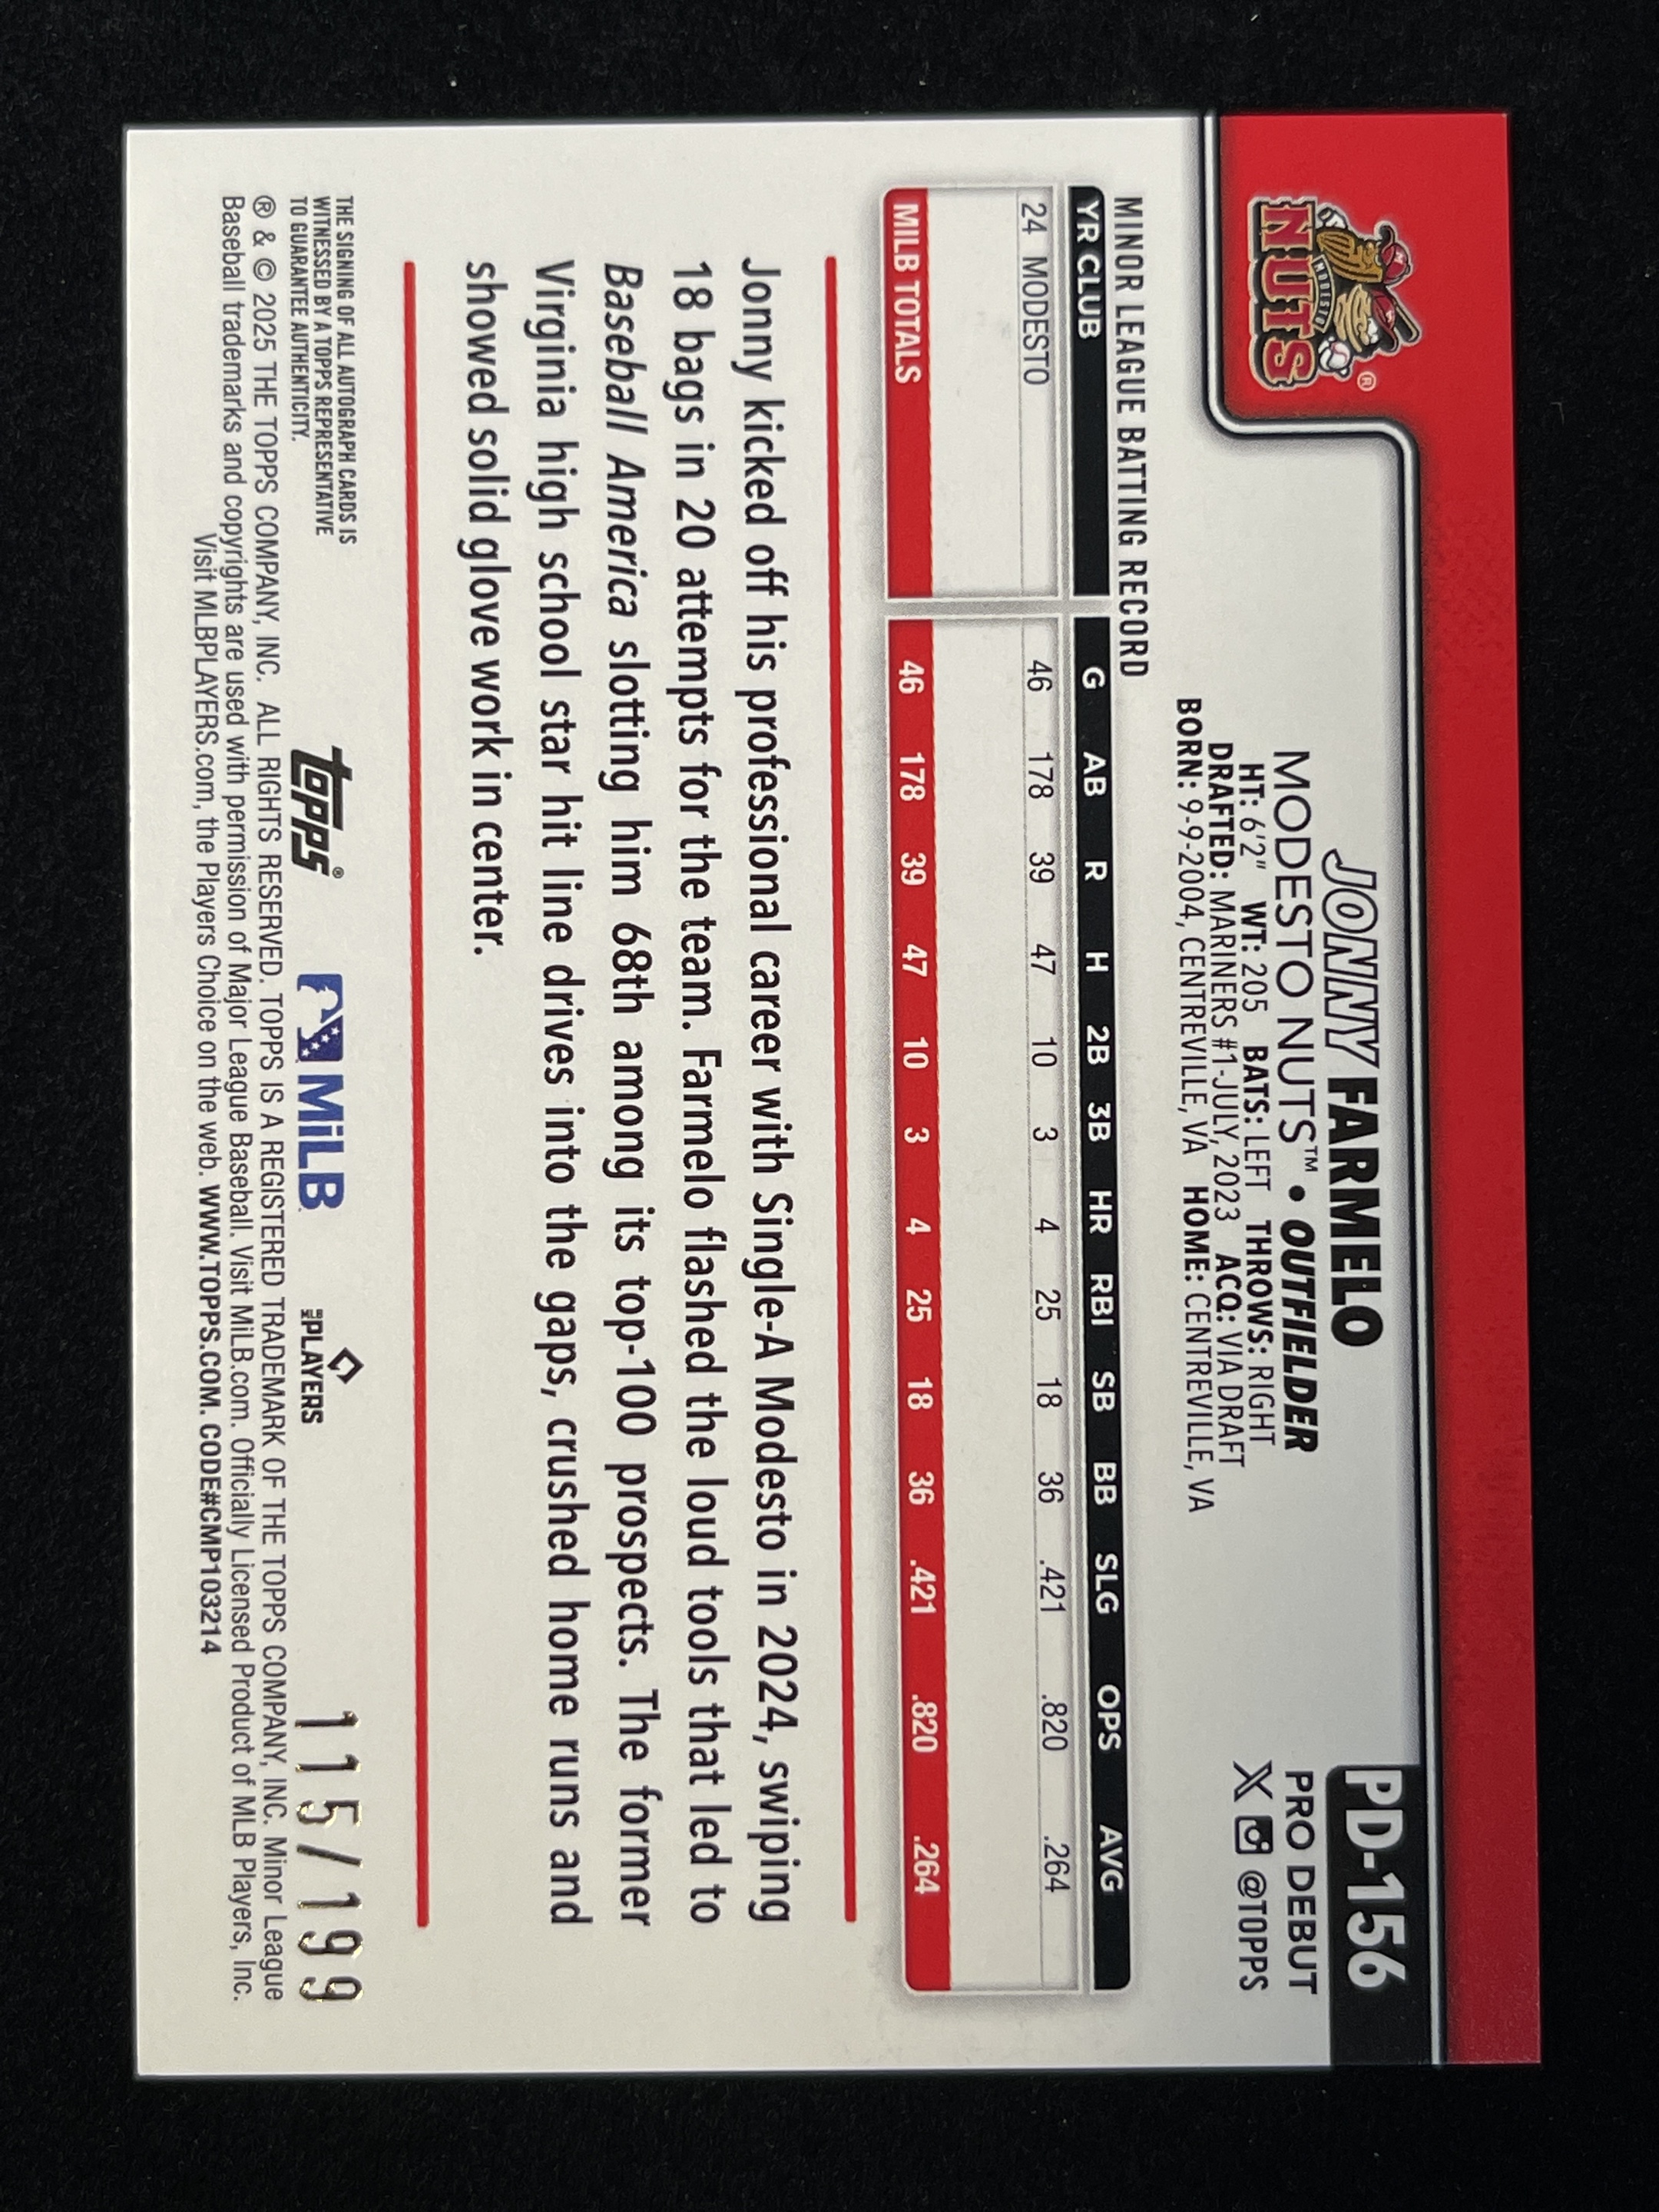 MODESTO
NUTS®
JONNY FARMELO
MODESTO NUTS™ • OUTFIELDER
HT: 6'2" WT: 205 BATS: LEFT THROWS: RIGHT
DRAFTED: MARINERS #1-JULY, 2023 ACQ: VIA DRAFT
BORN: 9-9-2004, CENTREVILLE, VA HOME: CENTREVILLE, VA
PD-156
PRO DEBUT
X @TOPPS
MINOR LEAGUE BATTING RECORD
YR CLUB G AB R H 2B 3B HR RBI SB BB SLG OPS AVG
24 MODESTO 46 178 39 47 10 3 4 25 18 36 .421 .820 .264
MILB TOTALS 46 178 39 47 10 3 4 25 18 36 .421 .820 .264
Jonny kicked off his professional career with Single-A Modesto in 2024, swiping
18 bags in 20 attempts for the team. Farmelo flashed the loud tools that led to
Baseball America slotting him 68th among its top-100 prospects. The former
Virginia high school star hit line drives into the gaps, crushed home runs and
showed solid glove work in center.
THE SIGNING OF ALL AUTOGRAPH CARDS IS
WITNESSED BY A TOPPS REPRESENTATIVE
TO GUARANTEE AUTHENTICITY.
topps®
MiLB
MLB PLAYERS
115/199
® & © 2025 THE TOPPS COMPANY, INC. ALL RIGHTS RESERVED. TOPPS IS A REGISTERED TRADEMARK OF THE TOPPS COMPANY, INC. Minor League
Baseball trademarks and copyrights are used with permission of Major League Baseball. Visit MiLB.com. Officially Licensed Product of MLB Players, Inc.
Visit MLBPLAYERS.com, the Players Choice on the web. WWW.TOPPS.COM. CODE#CMP103214